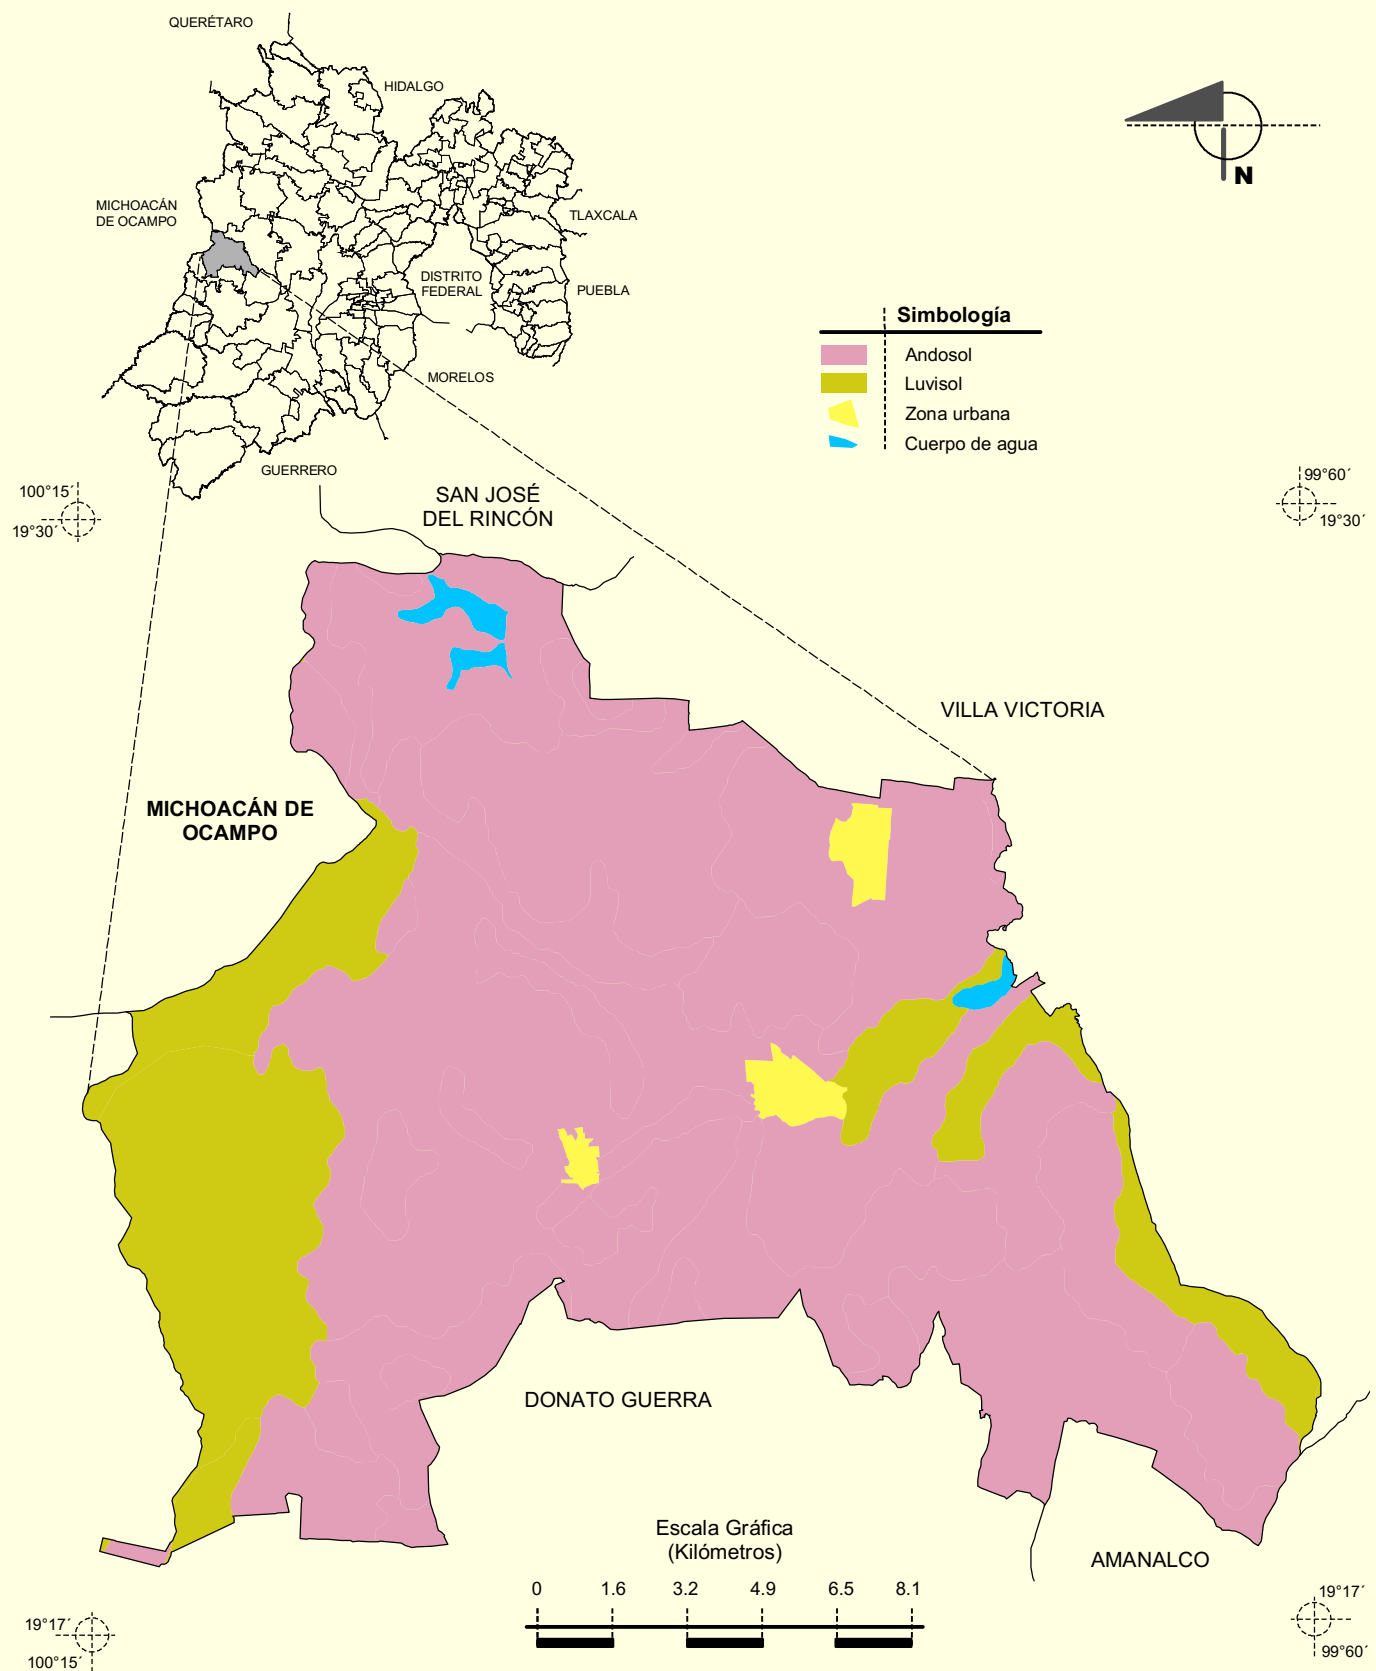 QUERÉTARO
HIDALGO
MICHOACÁN
DE OCAMPO
TLAXCALA
DISTRITO
FEDERAL
PUEBLA
MORELOS
GUERRERO
N
Simbología
Andosol
Luvisol
Zona urbana
Cuerpo de agua
100°15´
19°30´
99°60´
19°30´
SAN JOSÉ
DEL RINCÓN
VILLA VICTORIA
MICHOACÁN DE
OCAMPO
DONATO GUERRA
AMANALCO
Escala Gráfica
(Kilómetros)
0 1.6 3.2 4.9 6.5 8.1
19°17´
100°15´
19°17´
99°60´